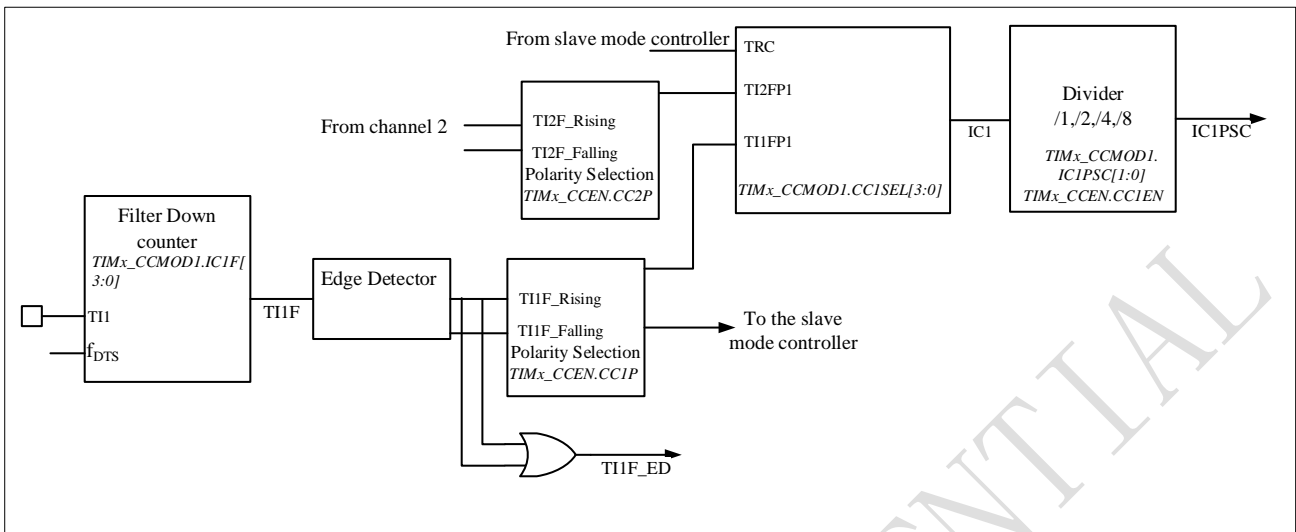 From slave mode controller
TRC
TI2FP1
TI1FP1
TIMx_CCMOD1.CC1SEL[3:0]
IC1
Divider
/1,/2,/4,/8
TIMx_CCMOD1.
IC1PSC[1:0]
TIMx_CCEN.CC1EN
IC1PSC
From channel 2
TI2F_Rising
TI2F_Falling
Polarity Selection
TIMx_CCEN.CC2P
Filter Down
counter
TIMx_CCMOD1.IC1F[
3:0]
TI1
fDTS
TI1F
Edge Detector
TI1F_Rising
TI1F_Falling
Polarity Selection
TIMx_CCEN.CC1P
To the slave
mode controller
TI1F_ED
ENTIAL